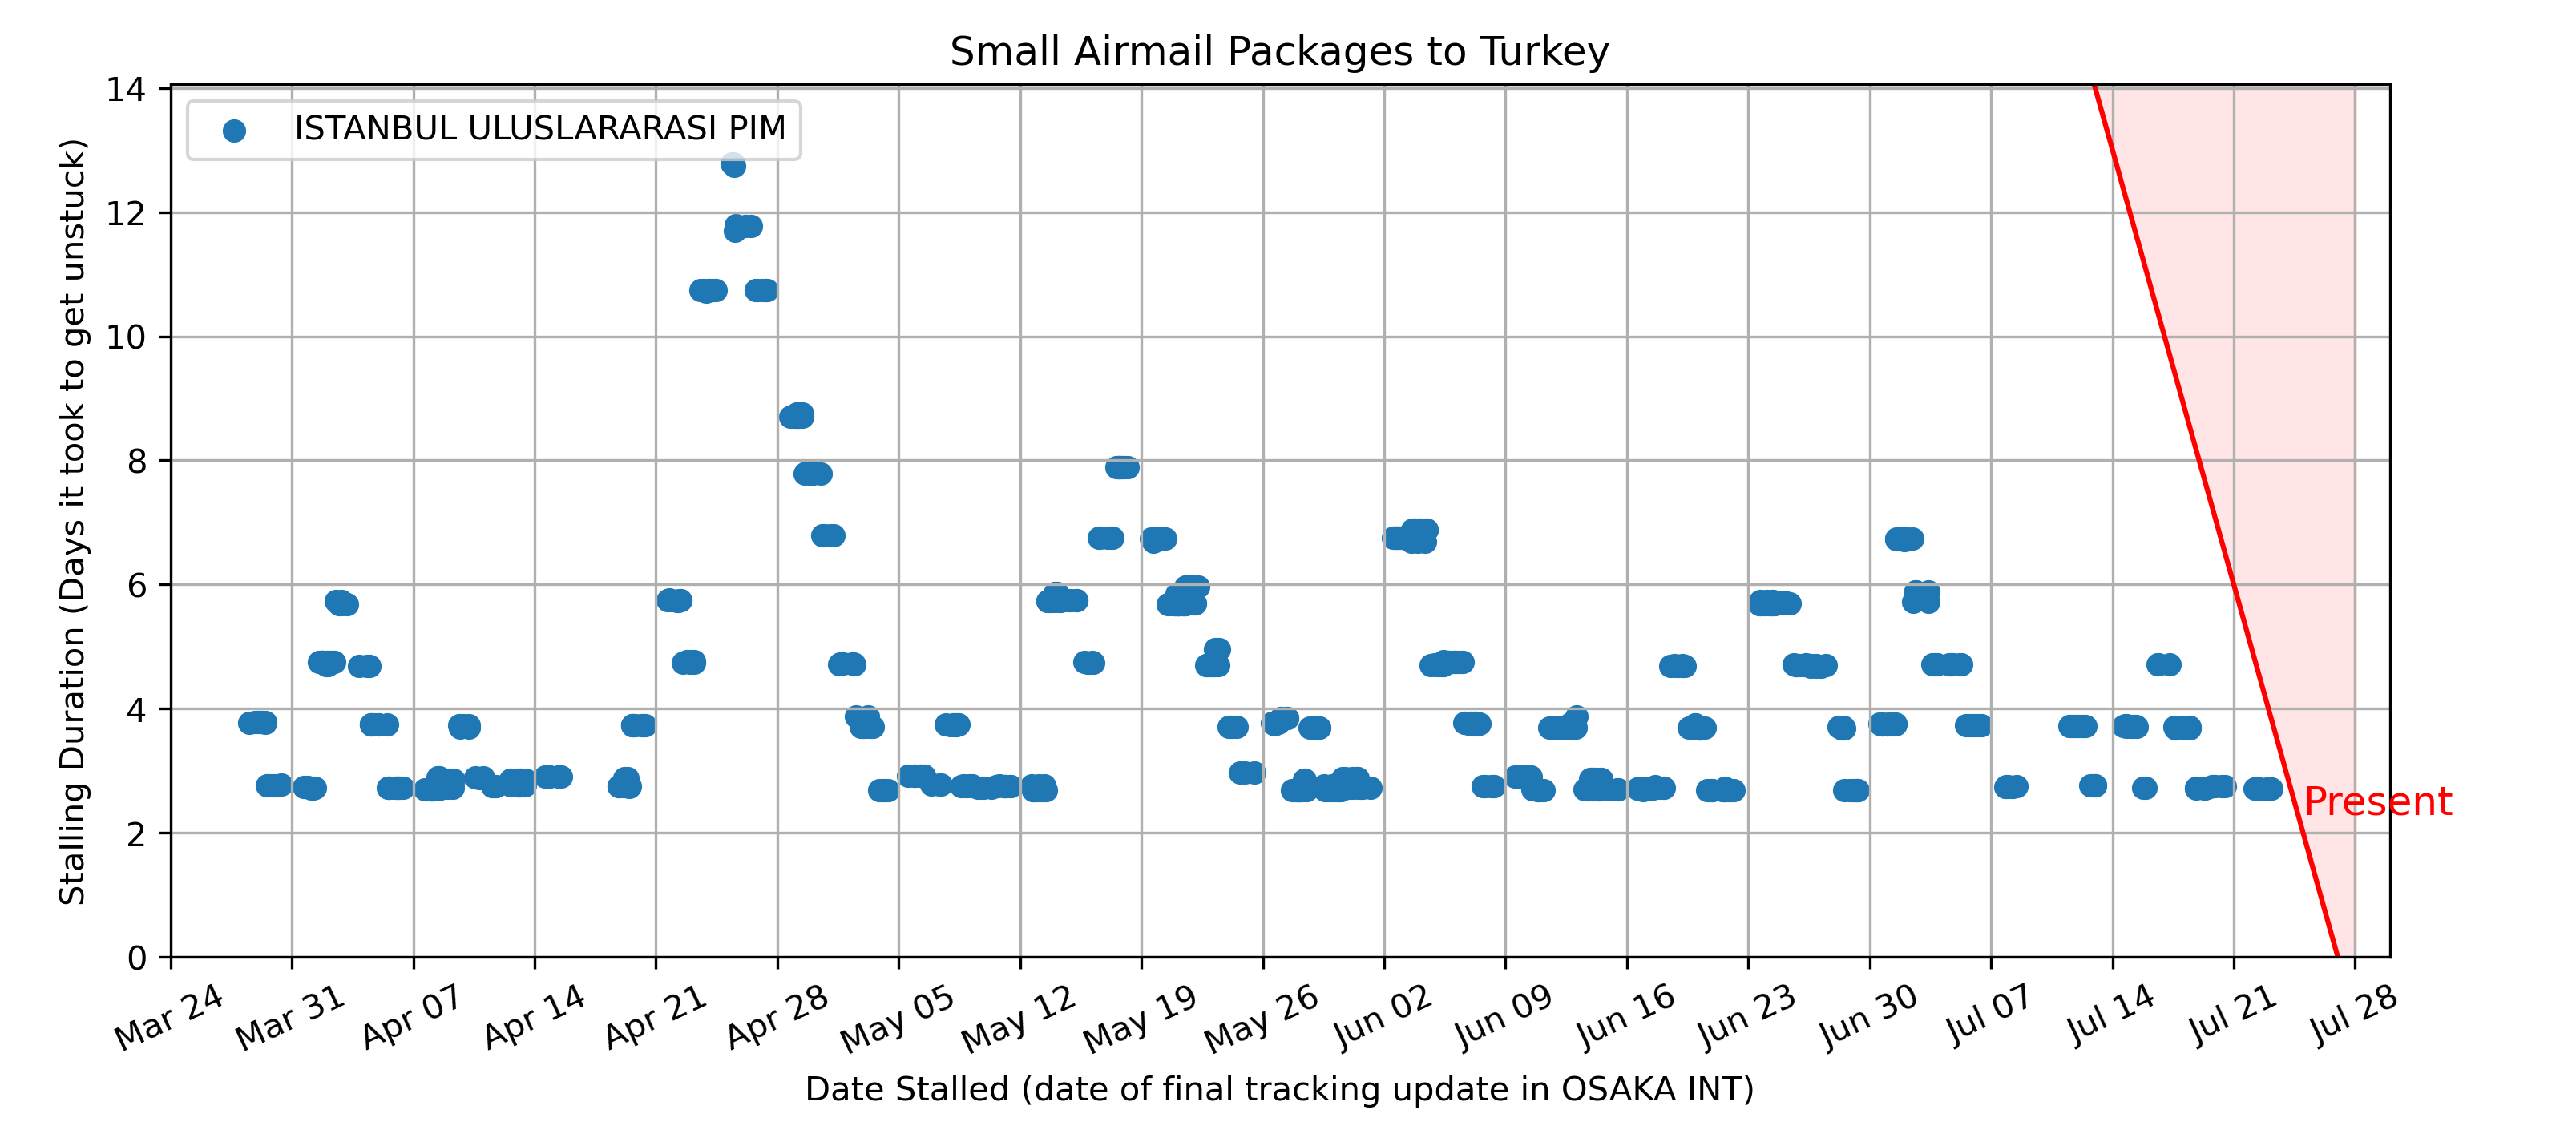 Small Airmail Packages to Turkey
ISTANBUL ULUSLARARASI PIM
Stalling Duration (Days it took to get unstuck)
14
12
10
8
6
4
2
0
Present
Mar 24
Mar 31
Apr 07
Apr 14
Apr 21
Apr 28
May 05
May 12
May 19
May 26
Jun 02
Jun 09
Jun 16
Jun 23
Jun 30
Jul 07
Jul 14
Jul 21
Jul 28
Date Stalled (date of final tracking update in OSAKA INT)